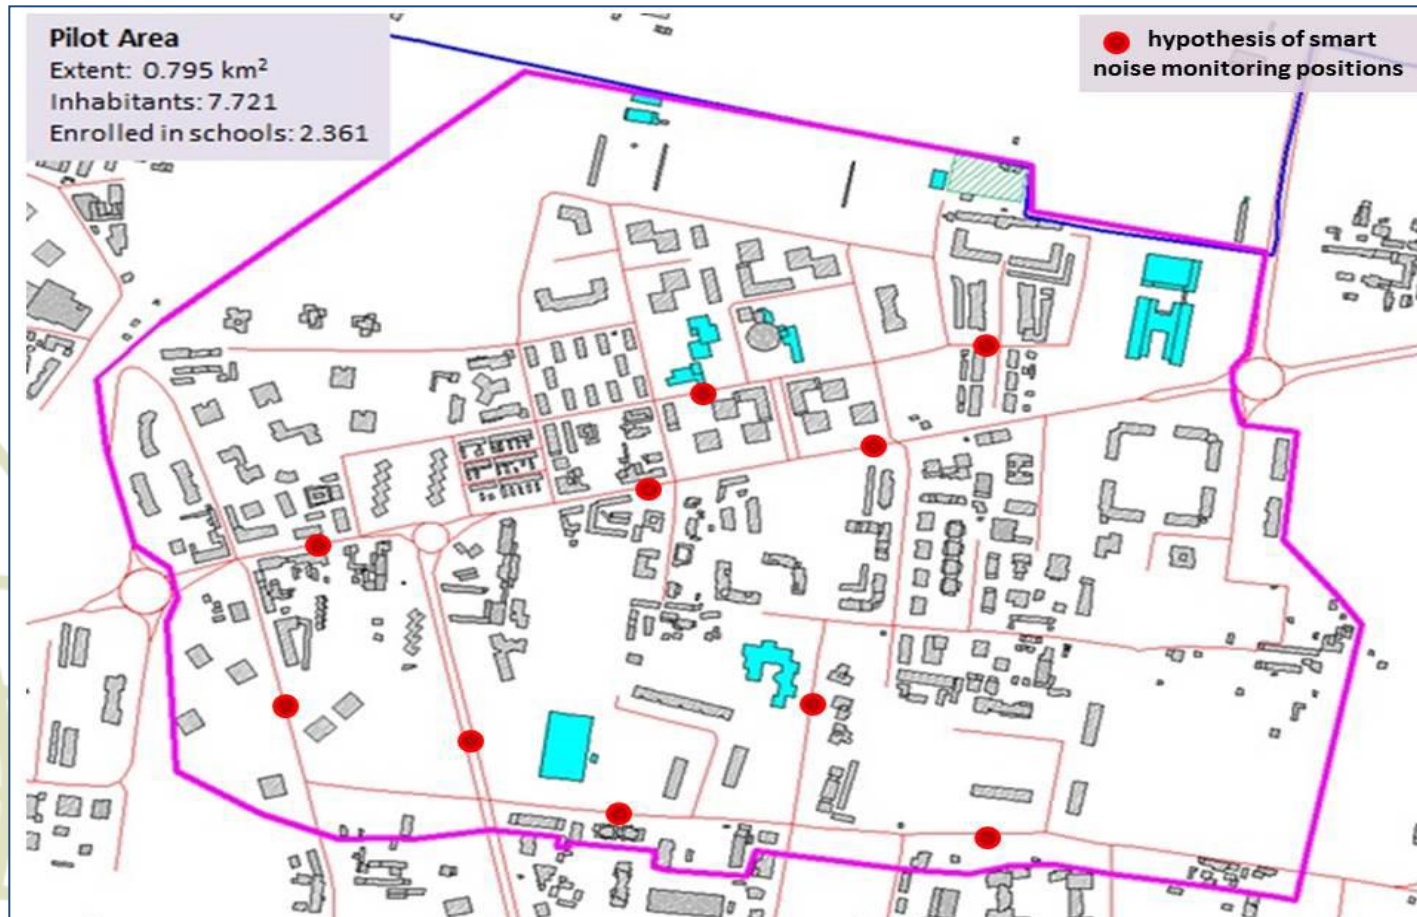 Pilot Area
Extent: 0.795 km²
Inhabitants: 7.721
Enrolled in schools: 2.361
hypothesis of smart
noise monitoring positions